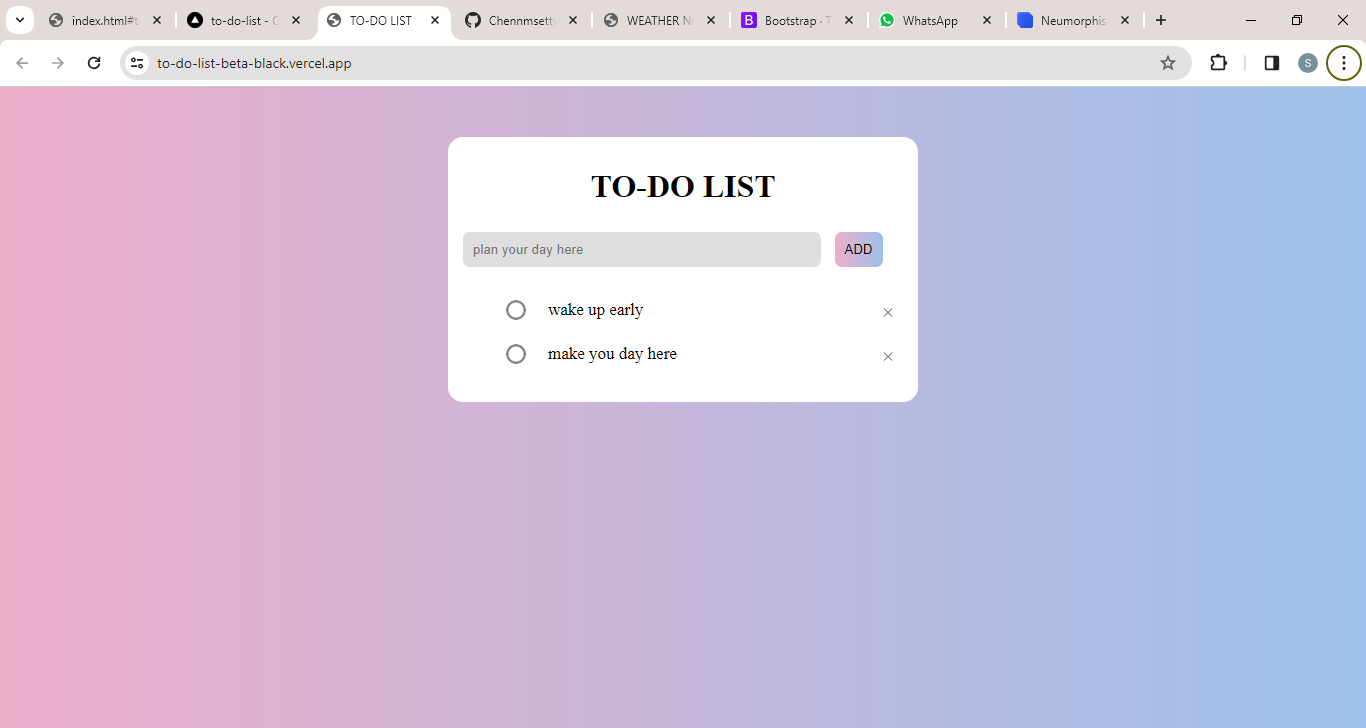 index.html#t
to-do-list - C
TO-DO LIST
Chennmsetty
WEATHER N
Bootstrap · T
WhatsApp
Neumorphis
to-do-list-beta-black.vercel.app
S
TO-DO LIST
plan your day here
ADD
wake up early
make you day here